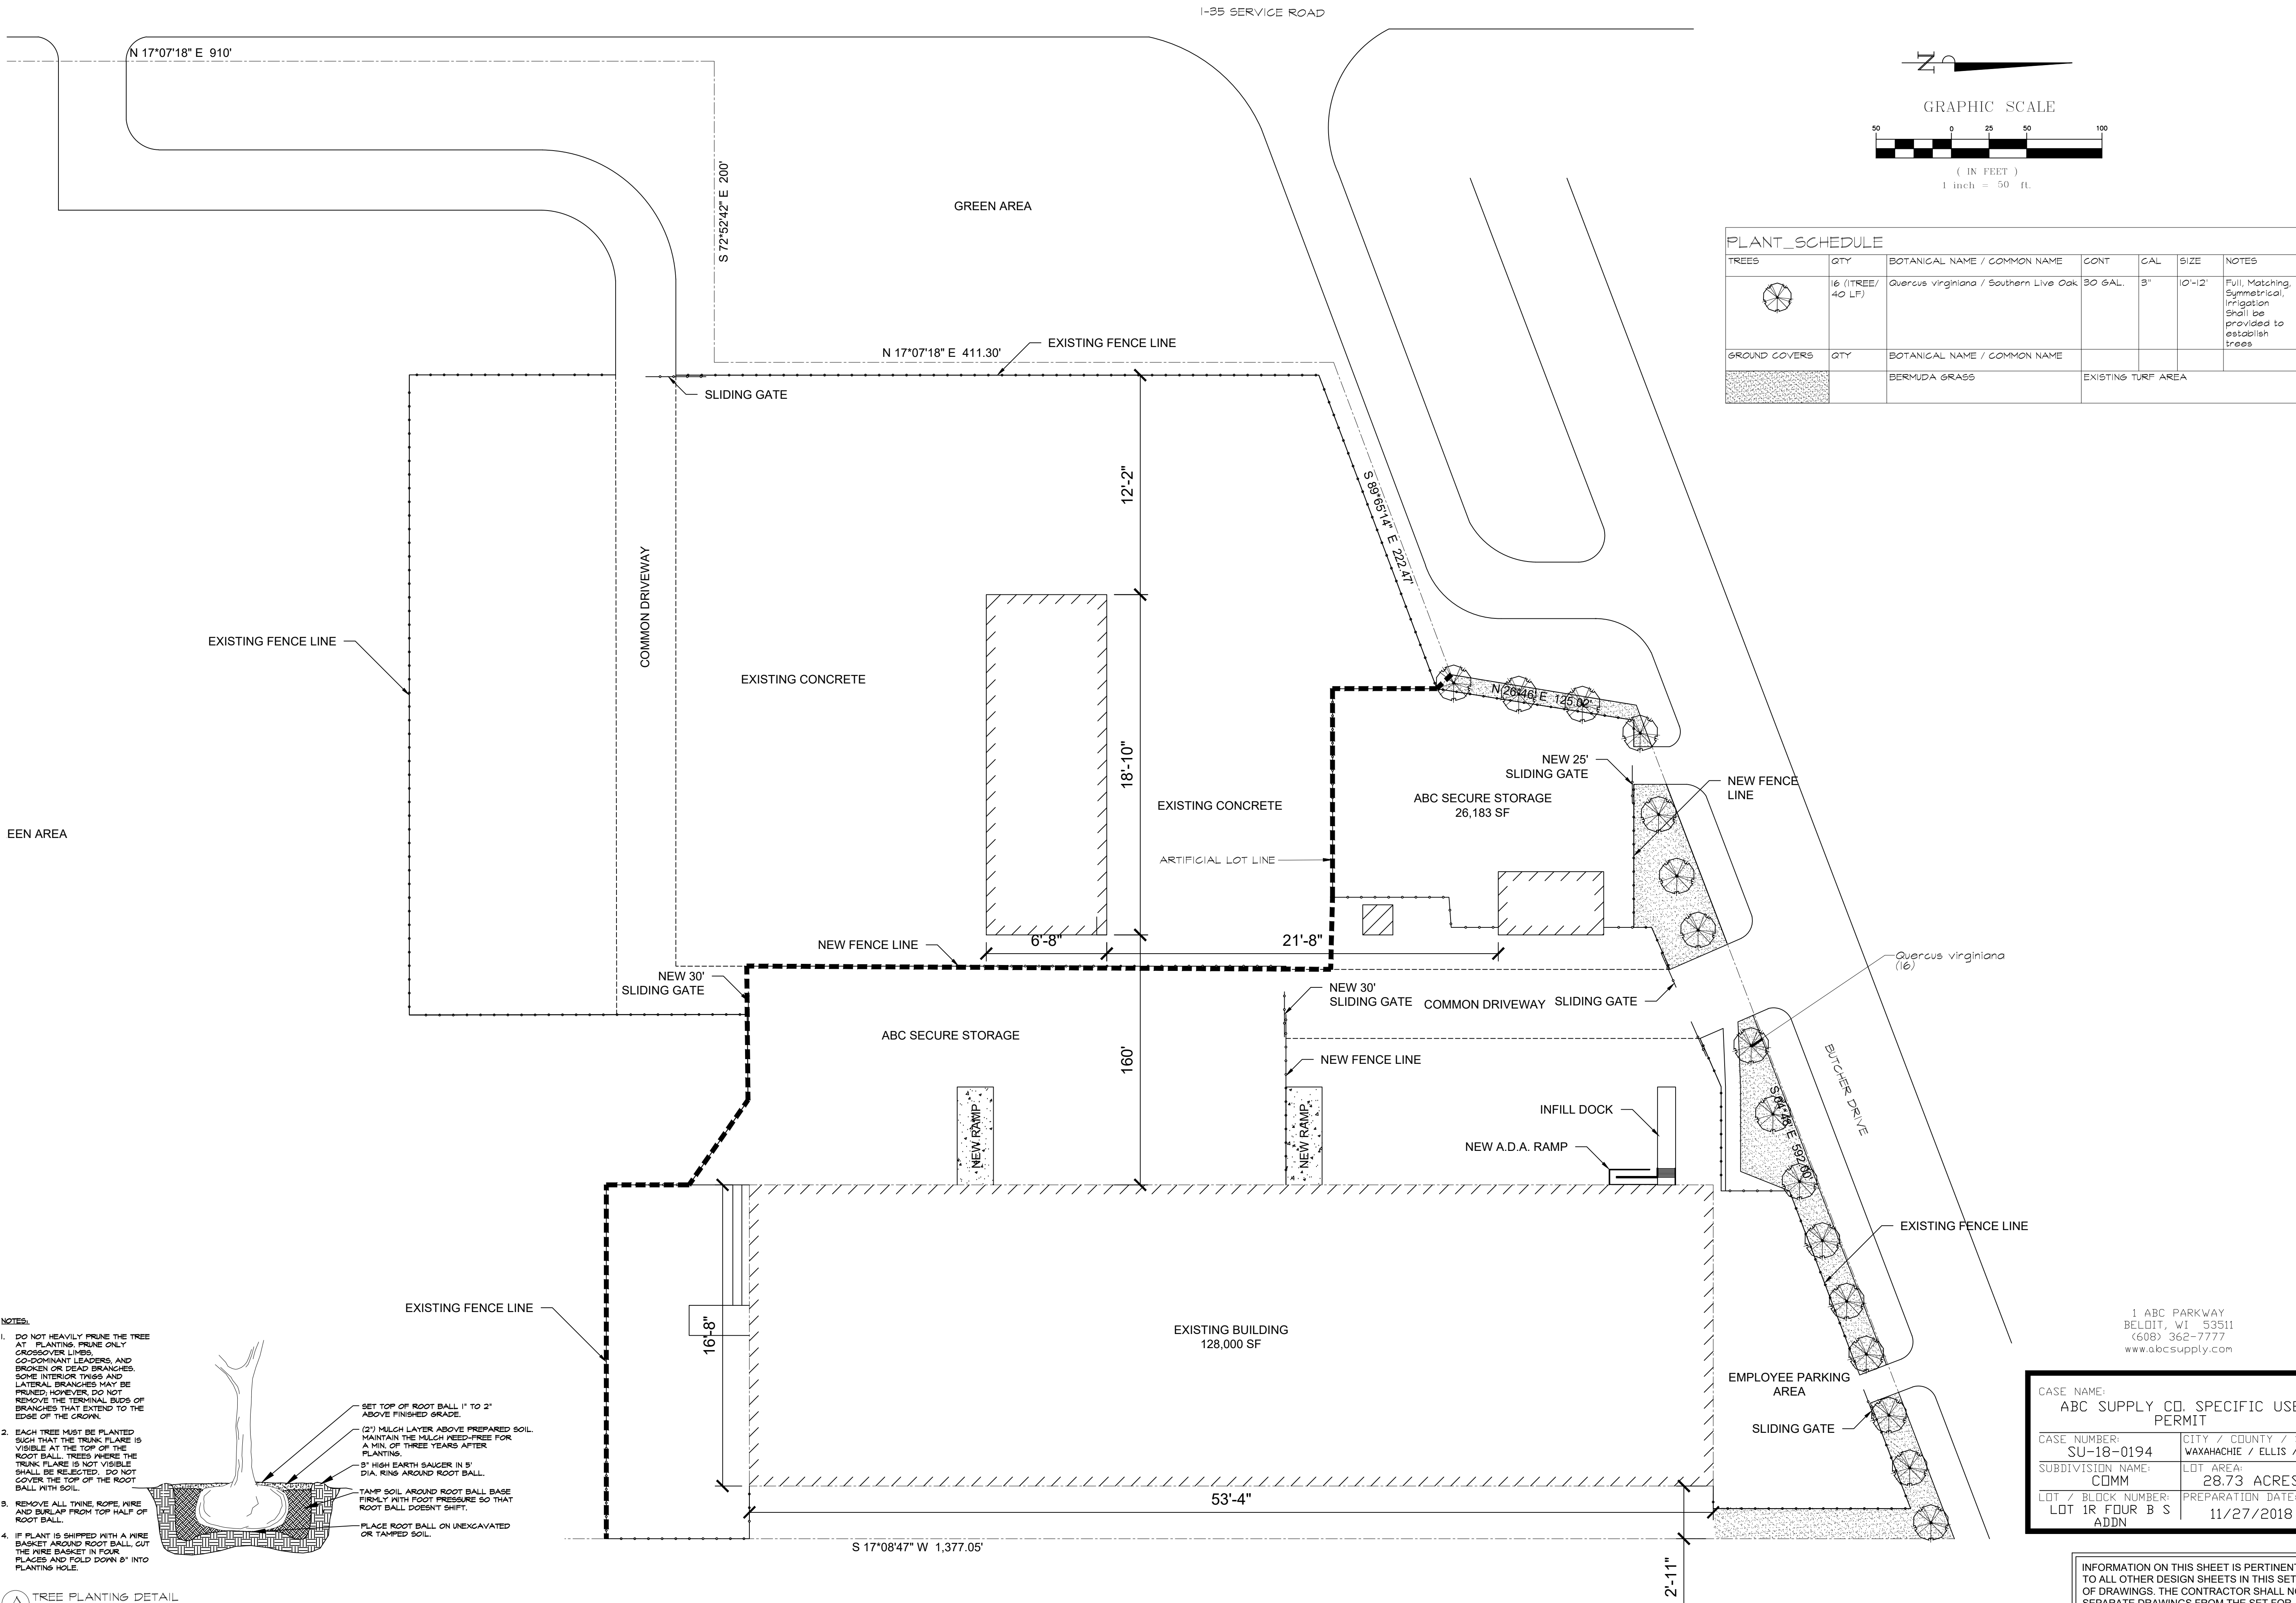 I-35 SERVICE ROAD
N 17°07'18" E 910'
S 72°52'42" E 200'
GREEN AREA
GRAPHIC SCALE
50 0 25 50 100
( IN FEET )
1 inch = 50 ft.
PLANT_SCHEDULE
TREES QTY BOTANICAL NAME / COMMON NAME CONT CAL SIZE NOTES
16 (1TREE/ Quercus virginiana / Southern Live Oak 30 GAL. 3" 10'-12' Full, Matching,
40 LF) Symmetrical,
Irrigation
Shall be
provided to
establish
trees
GROUND COVERS QTY BOTANICAL NAME / COMMON NAME
BERMUDA GRASS EXISTING TURF AREA
N 17°07'18" E 411.30'
EXISTING FENCE LINE
SLIDING GATE
12'-2"
S 89°65'14" E 222.47'
COMMON DRIVEWAY
EXISTING FENCE LINE
EXISTING CONCRETE
N 26°46' E 125.02'
18'-10"
NEW 25'
SLIDING GATE
NEW FENCE
LINE
ABC SECURE STORAGE
26,183 SF
EXISTING CONCRETE
EEN AREA
ARTIFICIAL LOT LINE
NEW FENCE LINE
6'-8"
21'-8"
Quercus virginiana
(16)
NEW 30'
SLIDING GATE
NEW 30'
SLIDING GATE
COMMON DRIVEWAY
SLIDING GATE
ABC SECURE STORAGE
160'
NEW FENCE LINE
BUTCHER DRIVE
S 04°48' E 592.00'
NEW RAMP
NEW RAMP
INFILL DOCK
NEW A.D.A. RAMP
EXISTING FENCE LINE
EXISTING FENCE LINE
16'-8"
EXISTING BUILDING
128,000 SF
EMPLOYEE PARKING
AREA
SLIDING GATE
53'-4"
S 17°08'47" W 1,377.05'
2'-11"
NOTES:
1. DO NOT HEAVILY PRUNE THE TREE
AT PLANTING. PRUNE ONLY
CROSSOVER LIMBS,
CO-DOMINANT LEADERS, AND
BROKEN OR DEAD BRANCHES.
SOME INTERIOR TWIGS AND
LATERAL BRANCHES MAY BE
PRUNED; HOWEVER, DO NOT
REMOVE THE TERMINAL BUDS OF
BRANCHES THAT EXTEND TO THE
EDGE OF THE CROWN.
2. EACH TREE MUST BE PLANTED
SUCH THAT THE TRUNK FLARE IS
VISIBLE AT THE TOP OF THE
ROOT BALL. TREES WHERE THE
TRUNK FLARE IS NOT VISIBLE
SHALL BE REJECTED. DO NOT
COVER THE TOP OF THE ROOT
BALL WITH SOIL.
3. REMOVE ALL TWINE, ROPE, WIRE
AND BURLAP FROM TOP HALF OF
ROOT BALL.
4. IF PLANT IS SHIPPED WITH A WIRE
BASKET AROUND ROOT BALL, CUT
THE WIRE BASKET IN FOUR
PLACES AND FOLD DOWN 8" INTO
PLANTING HOLE.
SET TOP OF ROOT BALL 1" TO 2"
ABOVE FINISHED GRADE.
(2") MULCH LAYER ABOVE PREPARED SOIL.
MAINTAIN THE MULCH WEED-FREE FOR
A MIN. OF THREE YEARS AFTER
PLANTING.
3" HIGH EARTH SAUCER IN 5'
DIA. RING AROUND ROOT BALL.
TAMP SOIL AROUND ROOT BALL BASE
FIRMLY WITH FOOT PRESSURE SO THAT
ROOT BALL DOESN'T SHIFT.
PLACE ROOT BALL ON UNEXCAVATED
OR TAMPED SOIL.
A TREE PLANTING DETAIL
1 ABC PARKWAY
BELOIT, WI 53511
(608) 362-7777
www.abcsupply.com
CASE NAME:
ABC SUPPLY CO. SPECIFIC USE
PERMIT
CASE NUMBER: CITY / COUNTY /
SU-18-0194 WAXAHACHIE / ELLIS /
SUBDIVISION NAME: LOT AREA:
COMM 28.73 ACRES
LOT / BLOCK NUMBER: PREPARATION DATE:
LOT 1R FOUR B S 11/27/2018
ADDN
INFORMATION ON THIS SHEET IS PERTINENT
TO ALL OTHER DESIGN SHEETS IN THIS SET
OF DRAWINGS. THE CONTRACTOR SHALL NO
SEPARATE DRAWINGS FROM THE SET FOR